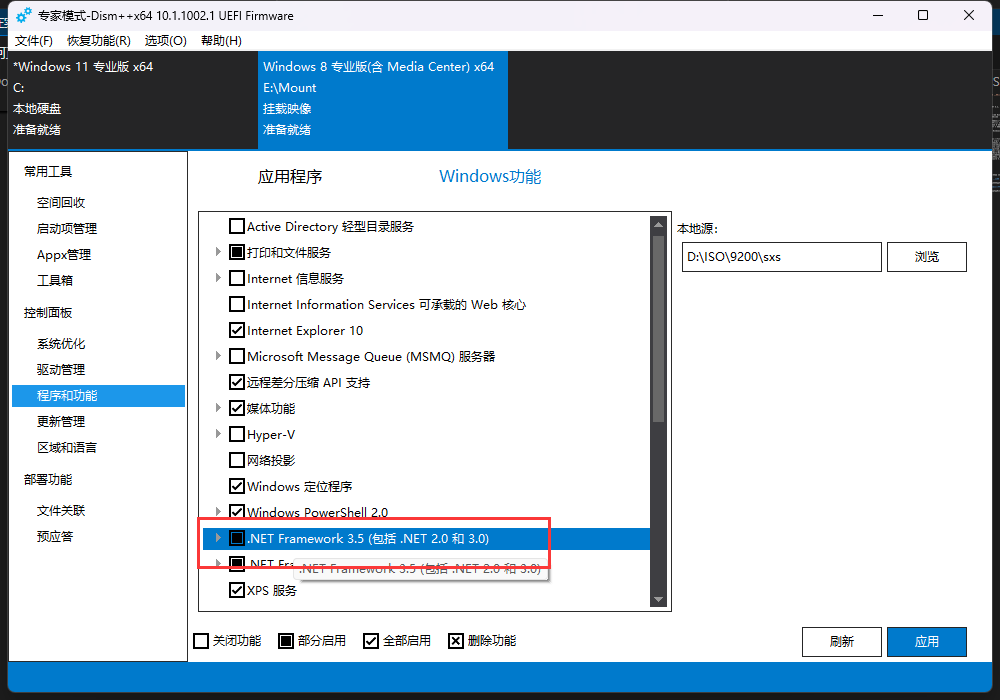 专家模式-Dism++x64 10.1.1002.1 UEFI Firmware
文件(F) 恢复功能(R) 选项(O) 帮助(H)
*Windows 11 专业版 x64
C:
本地硬盘
准备就绪
Windows 8 专业版(含 Media Center) x64
E:\Mount
挂载映像
准备就绪
常用工具
空间回收
启动项管理
Appx管理
工具箱
控制面板
系统优化
驱动管理
程序和功能
更新管理
区域和语言
部署功能
文件关联
预应答
应用程序 Windows功能
Active Directory 轻型目录服务
打印和文件服务
Internet 信息服务
Internet Information Services 可承载的 Web 核心
Internet Explorer 10
Microsoft Message Queue (MSMQ) 服务器
远程差分压缩 API 支持
媒体功能
Hyper-V
网络投影
Windows 定位程序
Windows PowerShell 2.0
.NET Framework 3.5 (包括 .NET 2.0 和 3.0)
.NET Fra
.NET Framework 3.5 (包括 .NET 2.0 和 3.0)
XPS 服务
本地源:
D:\ISO\9200\sxs 浏览
关闭功能 部分启用 全部启用 删除功能
刷新 应用